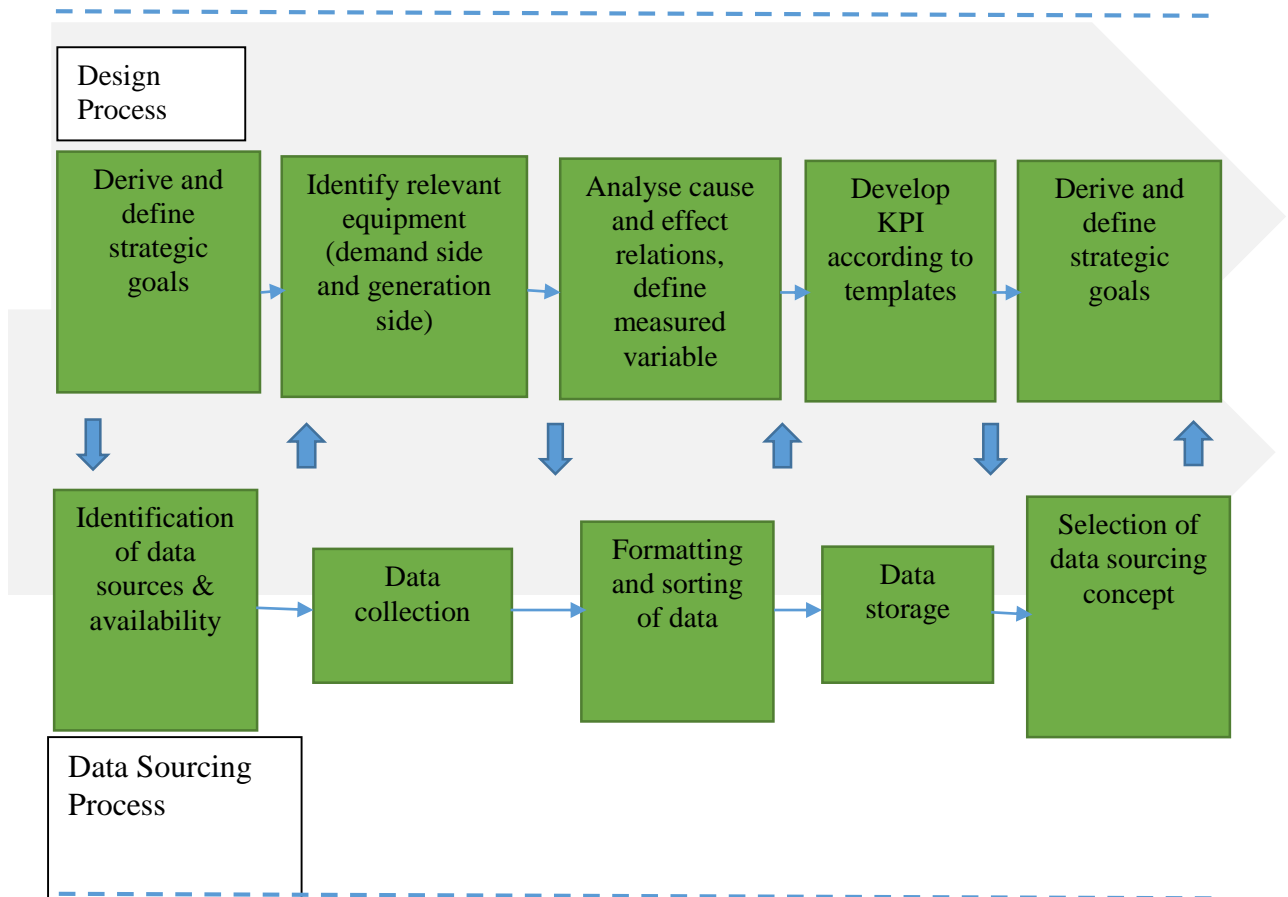 Design
Process
Derive and
define
strategic
goals
Identify relevant
equipment
(demand side
and generation
side)
Analyse cause
and effect
relations,
define
measured
variable
Develop
KPI
according to
templates
Derive and
define
strategic
goals
Identification
of data
sources &
availability
Data
collection
Formatting
and sorting
of data
Data
storage
Selection of
data sourcing
concept
Data Sourcing
Process